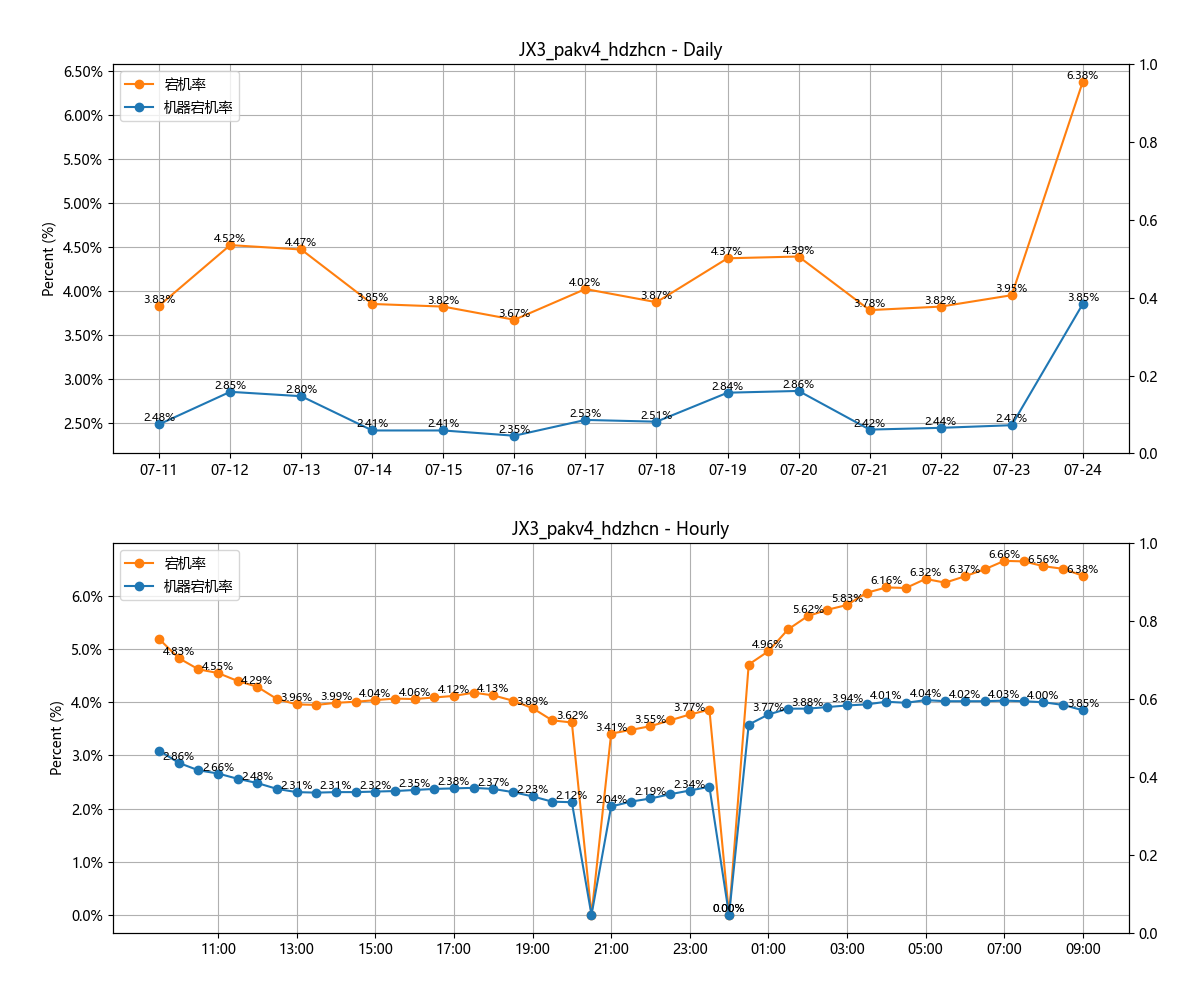 JX3_pakv4_hdzhcn - Daily
宕机率
机器宕机率
Percent (%)
6.50%
6.00%
5.50%
5.00%
4.50%
4.00%
3.50%
3.00%
2.50%
1.0
0.8
0.6
0.4
0.2
0.0
3.83% 4.52% 4.47% 3.85% 3.82% 3.67% 4.02% 3.87% 4.37% 4.39% 3.78% 3.82% 3.95% 6.38%
2.48% 2.85% 2.80% 2.41% 2.41% 2.35% 2.53% 2.51% 2.84% 2.86% 2.42% 2.44% 2.47% 3.85%
07-11 07-12 07-13 07-14 07-15 07-16 07-17 07-18 07-19 07-20 07-21 07-22 07-23 07-24
JX3_pakv4_hdzhcn - Hourly
宕机率
机器宕机率
Percent (%)
6.0%
5.0%
4.0%
3.0%
2.0%
1.0%
0.0%
1.0
0.8
0.6
0.4
0.2
0.0
4.83% 4.55% 4.29% 3.96% 3.99% 4.04% 4.06% 4.12% 4.13% 3.89% 3.62% 3.41% 3.55% 3.77% 0.00% 4.96% 5.62% 5.83% 6.16% 6.32% 6.37% 6.66% 6.56% 6.38%
2.86% 2.66% 2.48% 2.31% 2.31% 2.32% 2.35% 2.38% 2.37% 2.23% 2.12% 2.04% 2.19% 2.34% 0.00% 3.77% 3.88% 3.94% 4.01% 4.04% 4.02% 4.03% 4.00% 3.85%
11:00 13:00 15:00 17:00 19:00 21:00 23:00 01:00 03:00 05:00 07:00 09:00